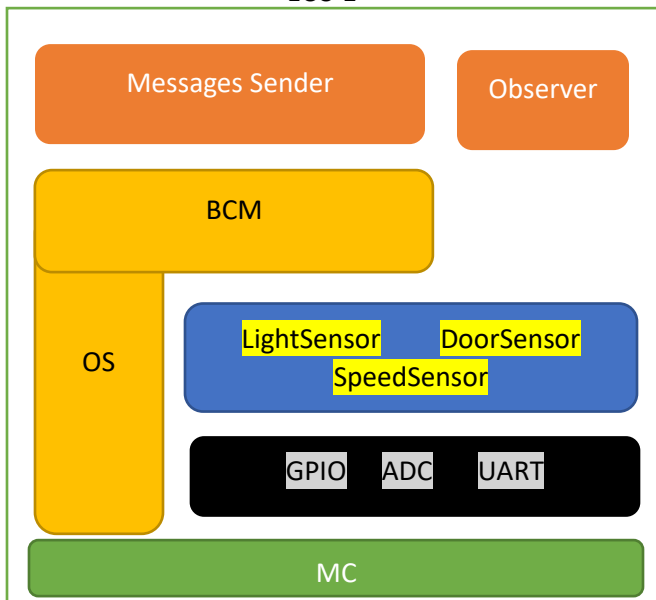 Messages Sender
Observer
BCM
LightSensor DoorSensor
SpeedSensor
OS
GPIO ADC UART
MC